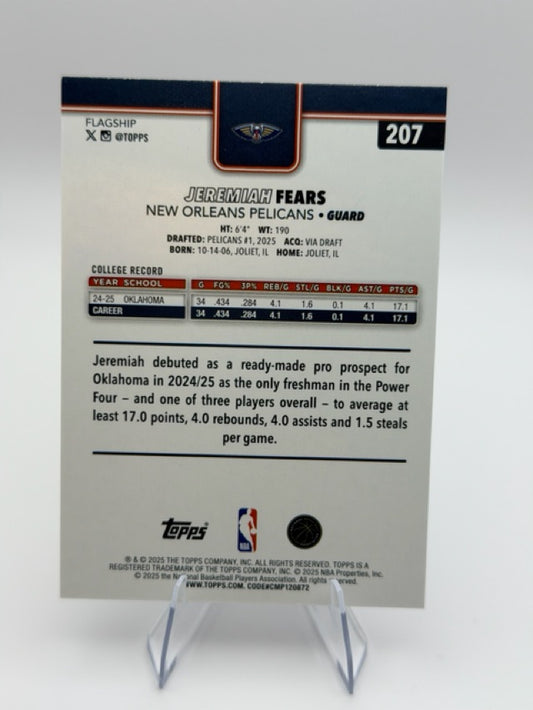 FLAGSHIP
207
X @TOPPS
JEREMIAH FEARS
NEW ORLEANS PELICANS • GUARD
HT: 6'4" WT: 190
DRAFTED: PELICANS #1, 2025 ACQ: VIA DRAFT
BORN: 10-14-06, JOLIET, IL HOME: JOLIET, IL
COLLEGE RECORD
YEAR SCHOOL G FG% 3P% REB/G STL/G BLK/G AST/G PTS/G
24-25 OKLAHOMA 34 .434 .284 4.1 1.6 0.1 4.1 17.1
CAREER 34 .434 .284 4.1 1.6 0.1 4.1 17.1
Jeremiah debuted as a ready-made pro prospect for
Oklahoma in 2024/25 as the only freshman in the Power
Four – and one of three players overall – to average at
least 17.0 points, 4.0 rebounds, 4.0 assists and 1.5 steals
per game.
topps
NBA
® & © 2025 THE TOPPS COMPANY, INC. ALL RIGHTS RESERVED. TOPPS IS A
REGISTERED TRADEMARK OF THE TOPPS COMPANY, INC. © 2025 NBA Properties, Inc.
© 2025 the National Basketball Players Association. All rights reserved.
WWW.TOPPS.COM. CODE#CMP120872